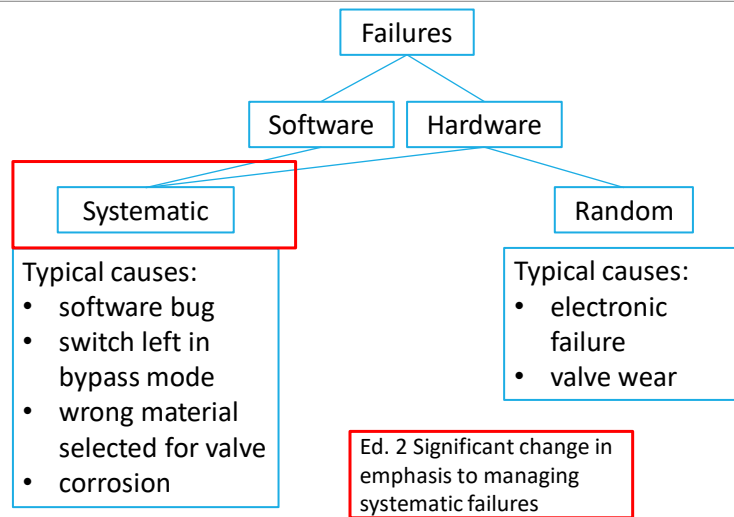 Failures
Software
Hardware
Systematic
Random
Typical causes:
• software bug
• switch left in
bypass mode
• wrong material
selected for valve
• corrosion
Typical causes:
• electronic
failure
• valve wear
Ed. 2 Significant change in
emphasis to managing
systematic failures